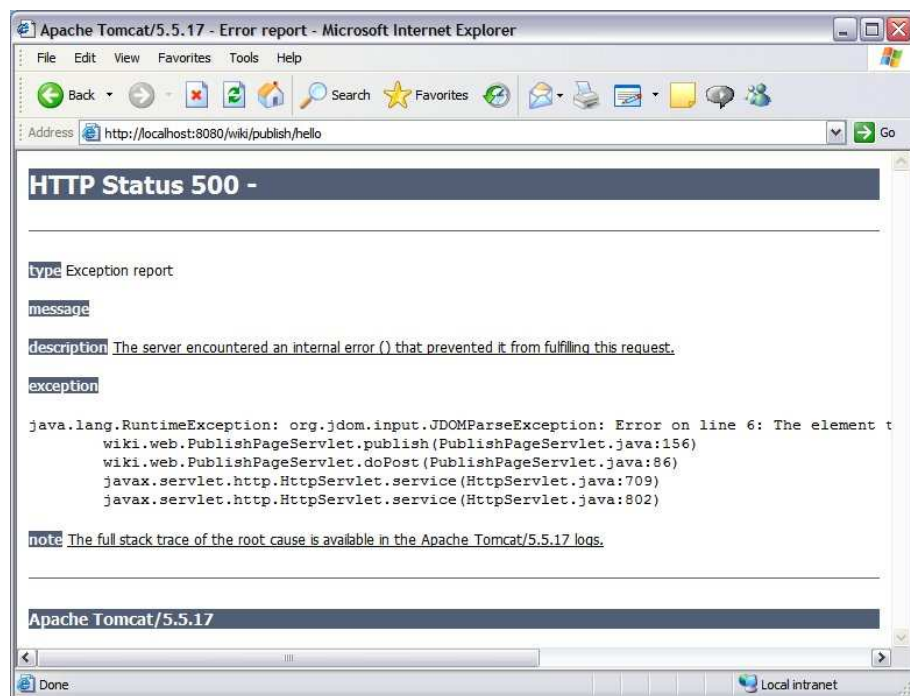 Apache Tomcat/5.5.17 - Error report - Microsoft Internet Explorer
File Edit View Favorites Tools Help
Back Search Favorites
Address http://localhost:8080/wiki/publish/hello Go
HTTP Status 500 -
type Exception report
message
description The server encountered an internal error () that prevented it from fulfilling this request.
exception
java.lang.RuntimeException: org.jdom.input.JDOMParseException: Error on line 6: The element t
wiki.web.PublishPageServlet.publish(PublishPageServlet.java:156)
wiki.web.PublishPageServlet.doPost(PublishPageServlet.java:86)
javax.servlet.http.HttpServlet.service(HttpServlet.java:709)
javax.servlet.http.HttpServlet.service(HttpServlet.java:802)
note The full stack trace of the root cause is available in the Apache Tomcat/5.5.17 logs.
Apache Tomcat/5.5.17
Done Local intranet